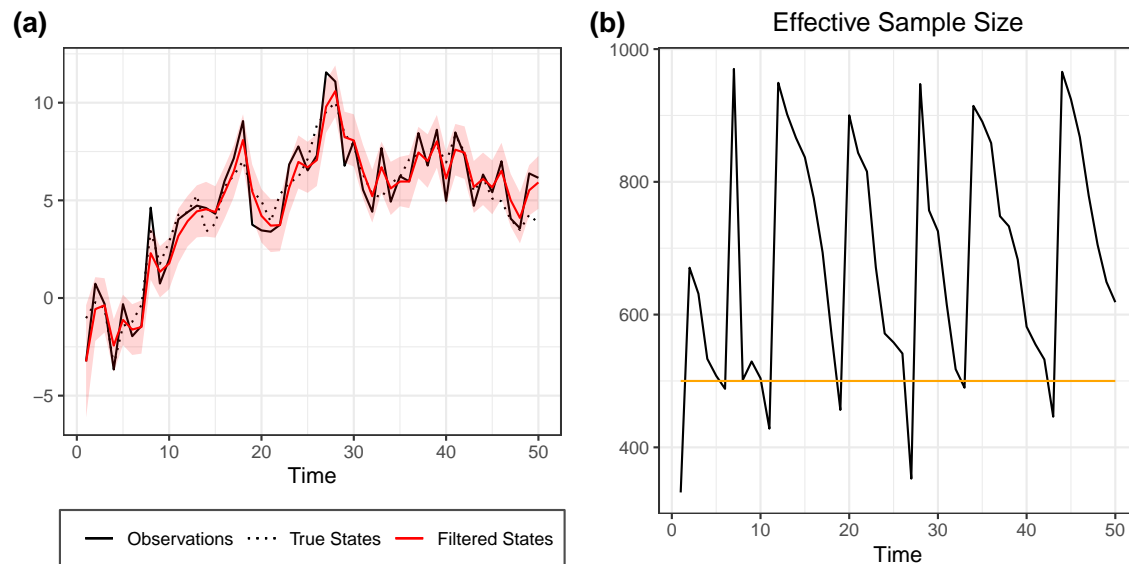 (a)
10
5
0
−5
0 10 20 30 40 50
Time
Observations True States Filtered States
(b) Effective Sample Size
1000
800
600
400
0 10 20 30 40 50
Time